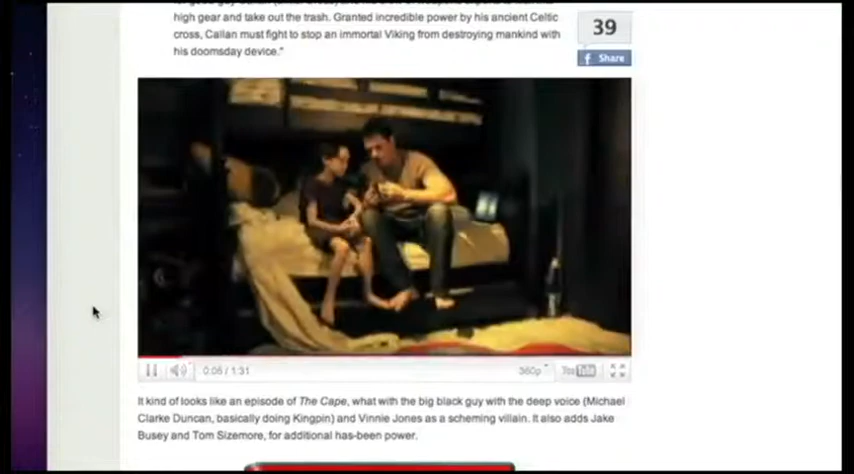 high gear and take out the trash. Granted incredible power by his ancient Celtic
cross, Callan must fight to stop an immortal Viking from destroying mankind with
his doomsday device."
39
Share
0:06 / 1:31
360p
YouTube
It kind of looks like an episode of The Cape, what with the big black guy with the deep voice (Michael
Clarke Duncan, basically doing Kingpin) and Vinnie Jones as a scheming villain. It also adds Jake
Busey and Tom Sizemore, for additional has-been power.